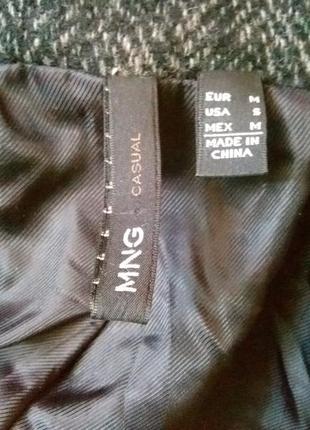 MNG CASUAL
EUR M
USA S
MEX M
MADE IN
CHINA